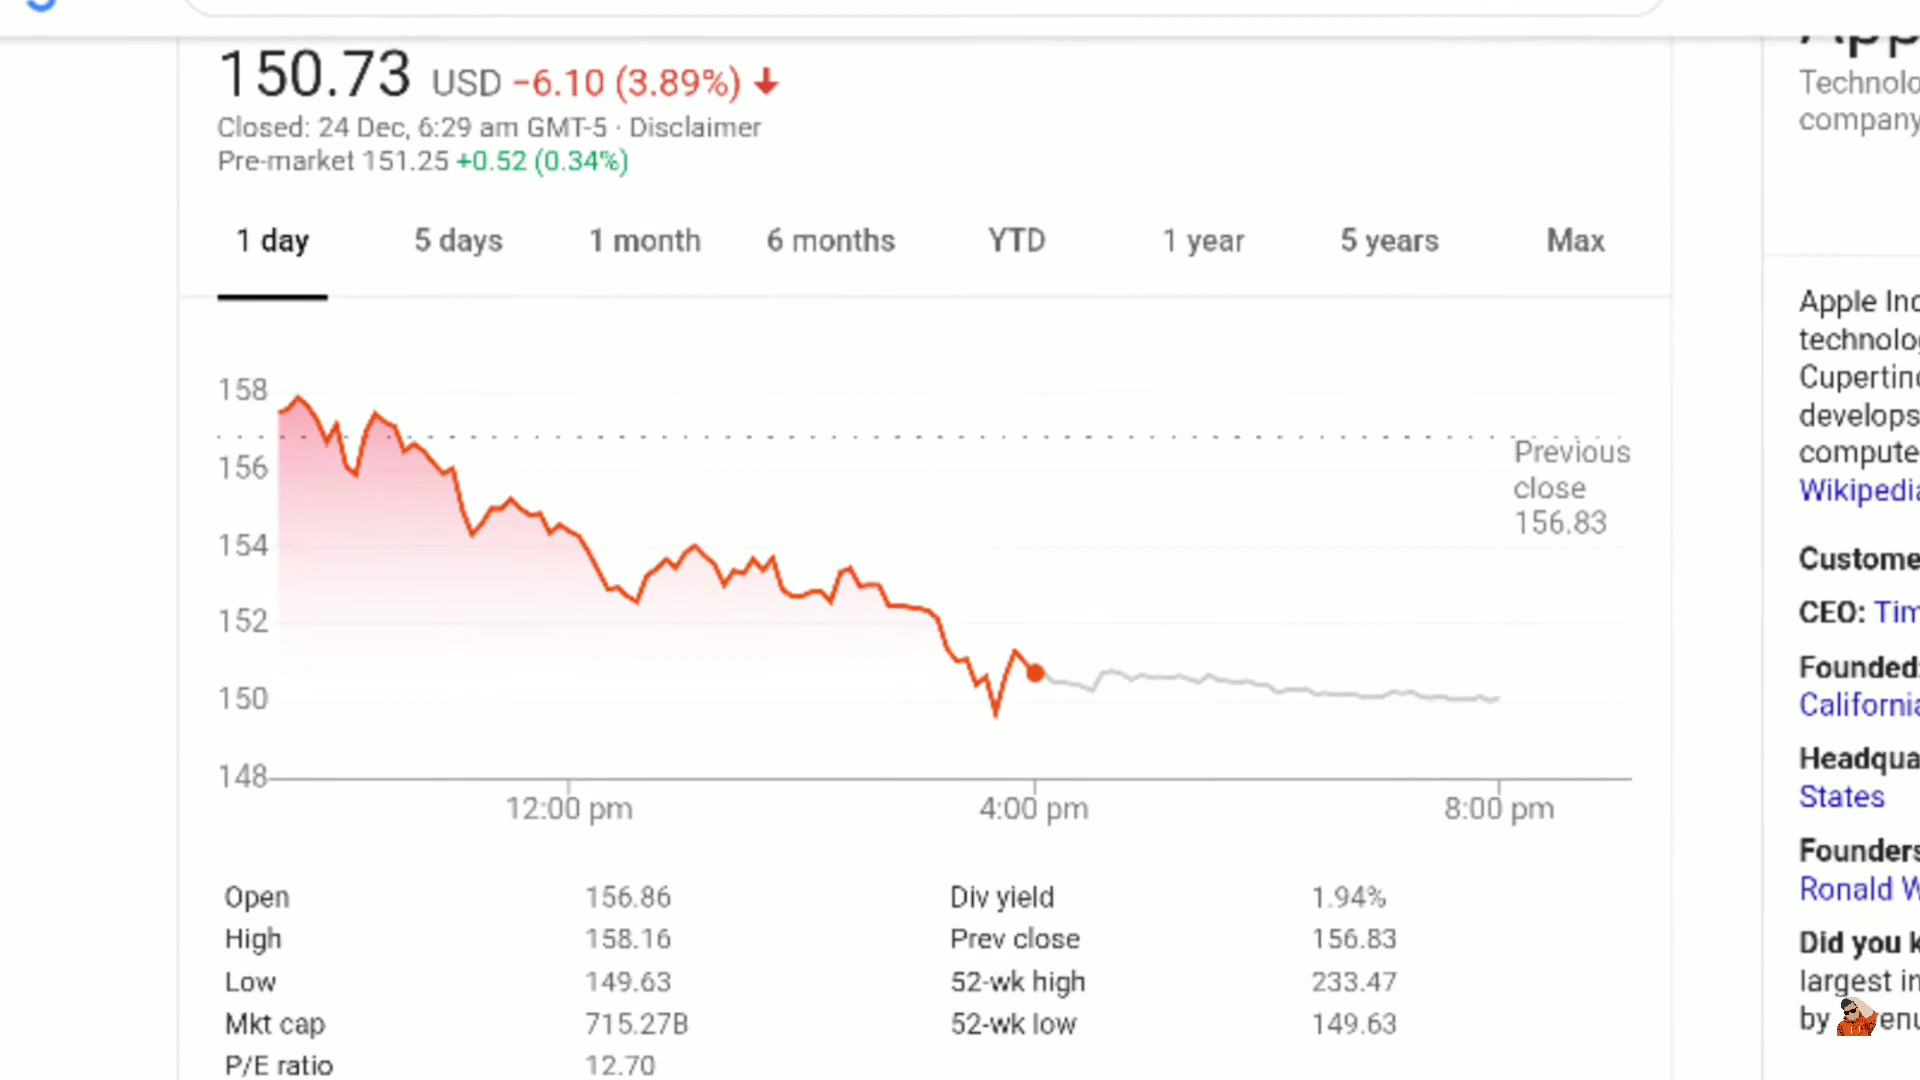 150.73 USD −6.10 (3.89%)
Closed: 24 Dec, 6:29 am GMT-5 · Disclaimer
Pre-market 151.25 +0.52 (0.34%)
1 day 5 days 1 month 6 months YTD 1 year 5 years Max
158
156
154
152
150
148
Previous
close
156.83
12:00 pm 4:00 pm 8:00 pm
Open 156.86 Div yield 1.94%
High 158.16 Prev close 156.83
Low 149.63 52-wk high 233.47
Mkt cap 715.27B 52-wk low 149.63
P/E ratio 12.70
Technolo
company
Apple Inc
technolog
Cupertino
develops
compute
Wikipedia
Custome
CEO: Tim
Founded:
California
Headqua
States
Founders
Ronald W
Did you k
largest in
by